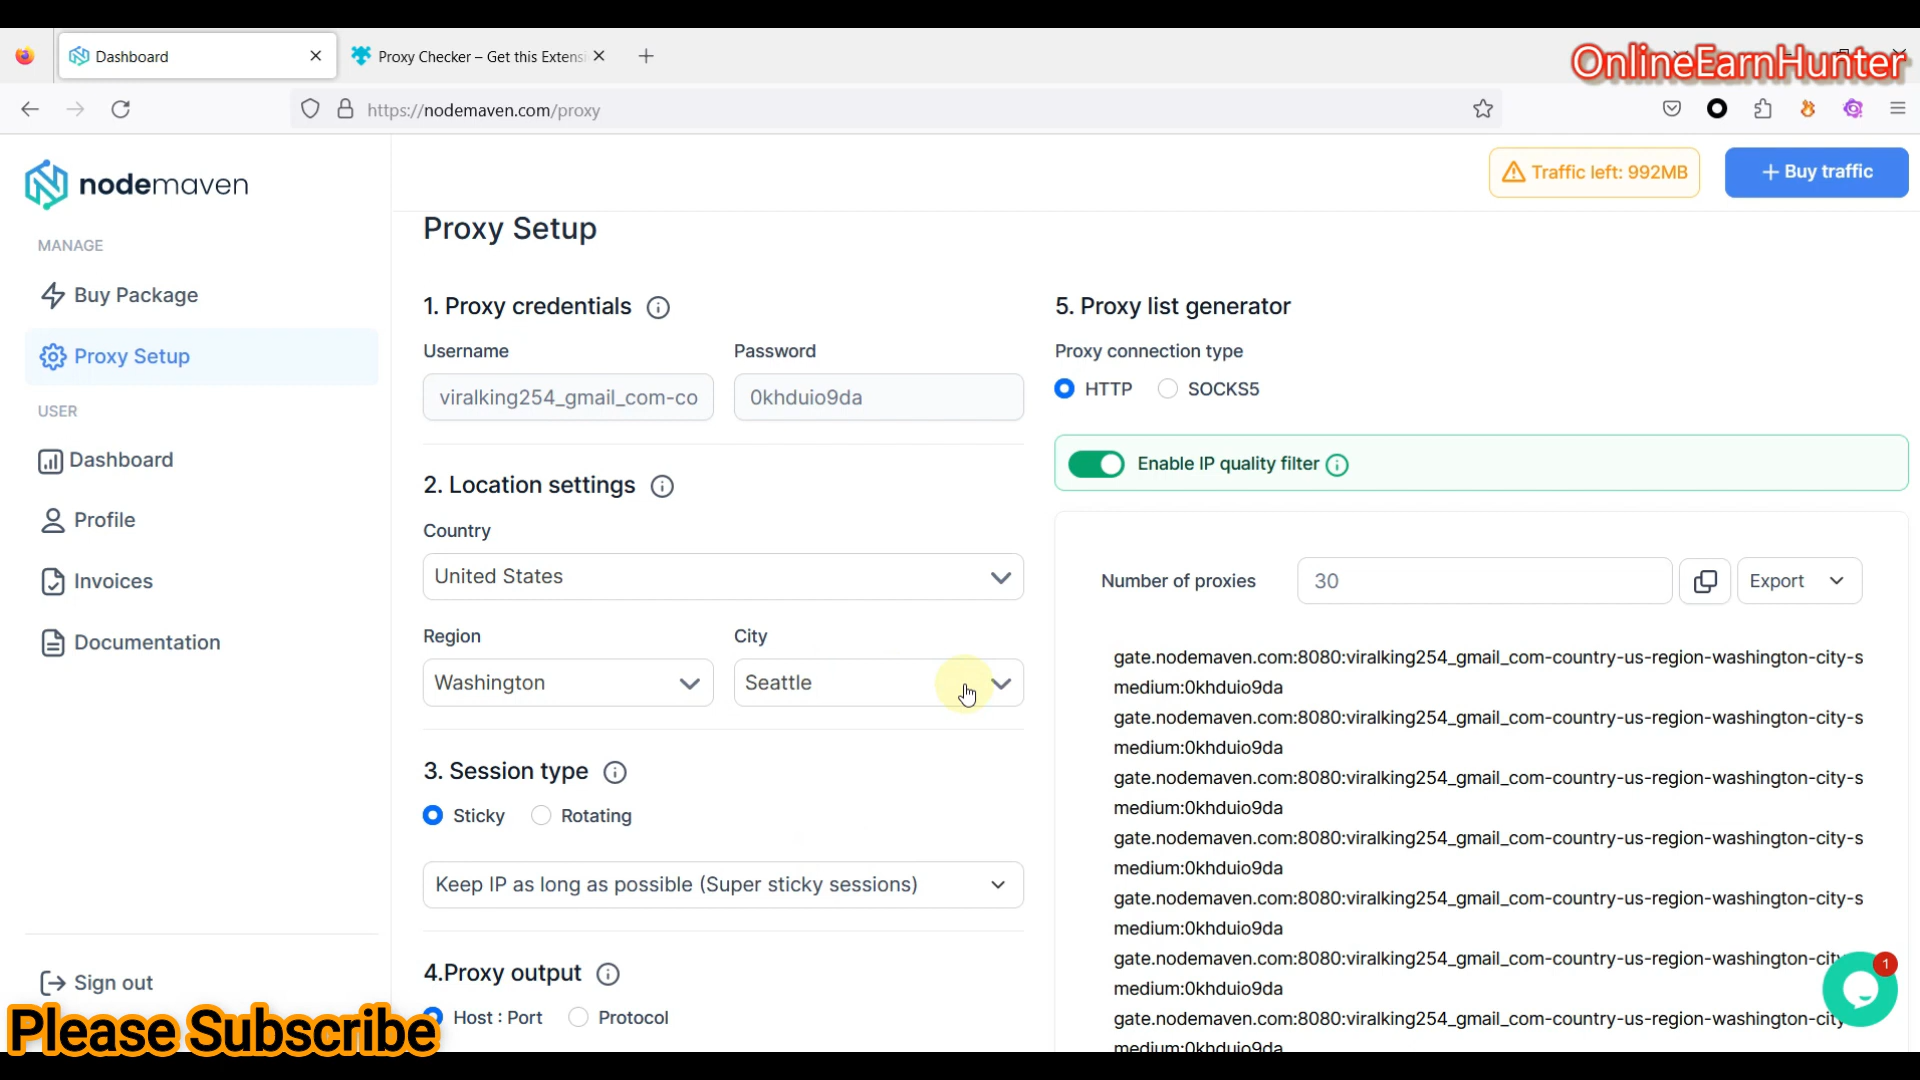 Dashboard
Proxy Checker – Get this Extens
OnlineEarnHunter
https://nodemaven.com/proxy
nodemaven
Traffic left: 992MB
+ Buy traffic
MANAGE
Buy Package
Proxy Setup
USER
Dashboard
Profile
Invoices
Documentation
Sign out
Please Subscribe
Proxy Setup
1. Proxy credentials
Username
Password
viralking254_gmail_com-co
0khduio9da
2. Location settings
Country
United States
Region
City
Washington
Seattle
3. Session type
Sticky
Rotating
Keep IP as long as possible (Super sticky sessions)
4.Proxy output
Host : Port
Protocol
5. Proxy list generator
Proxy connection type
HTTP
SOCKS5
Enable IP quality filter
Number of proxies
30
Export
gate.nodemaven.com:8080:viralking254_gmail_com-country-us-region-washington-city-s
medium:0khduio9da
gate.nodemaven.com:8080:viralking254_gmail_com-country-us-region-washington-city-s
medium:0khduio9da
gate.nodemaven.com:8080:viralking254_gmail_com-country-us-region-washington-city-s
medium:0khduio9da
gate.nodemaven.com:8080:viralking254_gmail_com-country-us-region-washington-city-s
medium:0khduio9da
gate.nodemaven.com:8080:viralking254_gmail_com-country-us-region-washington-city-s
medium:0khduio9da
gate.nodemaven.com:8080:viralking254_gmail_com-country-us-region-washington-city
medium:0khduio9da
gate.nodemaven.com:8080:viralking254_gmail_com-country-us-region-washington-city
medium:0khduio9da
1